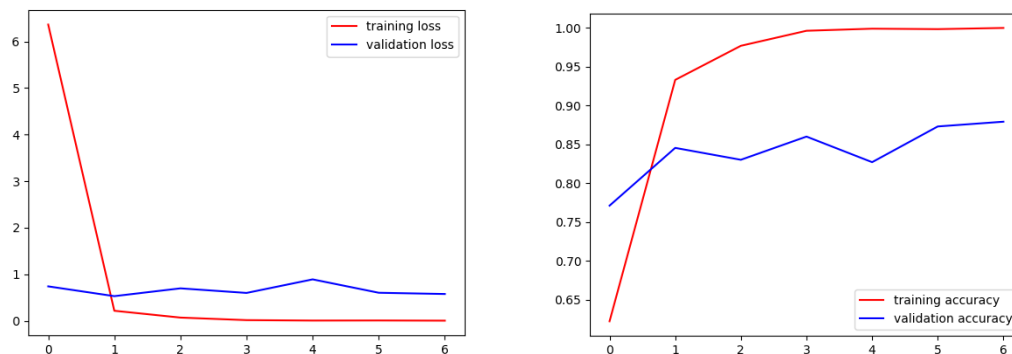 training loss
validation loss
6
5
4
3
2
1
0
0 1 2 3 4 5 6
1.00
0.95
0.90
0.85
0.80
0.75
0.70
0.65
training accuracy
validation accuracy
0 1 2 3 4 5 6